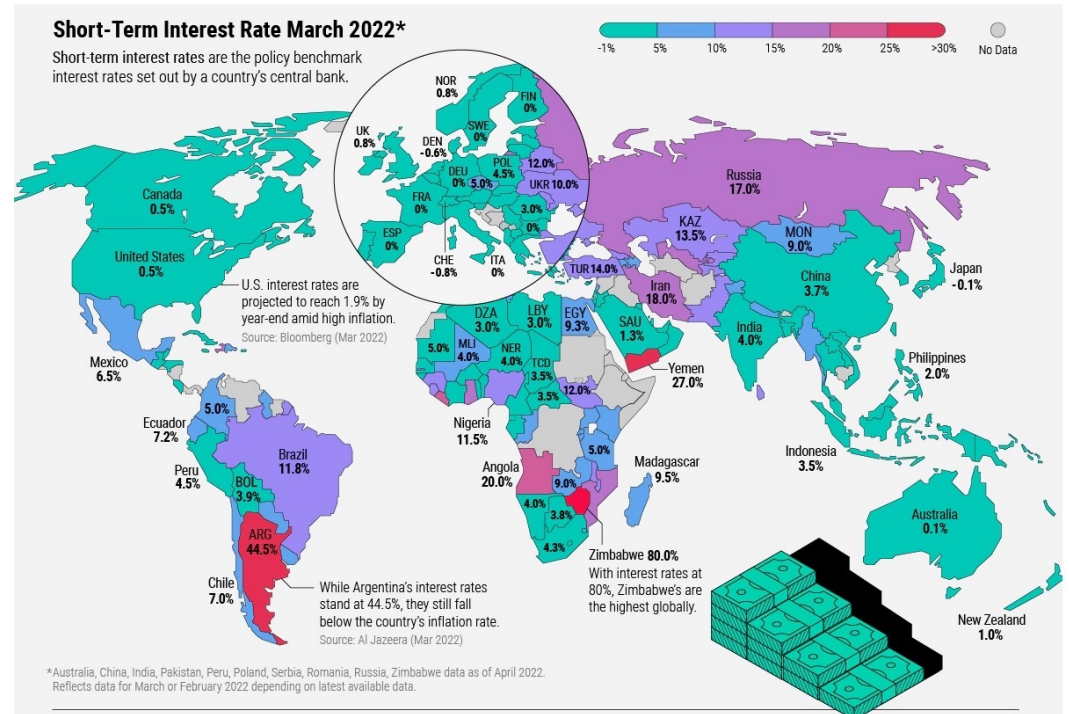 Short-Term Interest Rate March 2022*
Short-term interest rates are the policy benchmark
interest rates set out by a country's central bank.
-1%
5%
10%
15%
20%
25%
>30%
No Data
NOR
0.8%
FIN
0%
UK
0.8%
SWE
0%
DEN
-0.6%
DEU
0%
POL
4.5%
5.0%
12.0%
UKR 10.0%
FRA
0%
3.0%
0%
ESP
0%
CHE
-0.8%
ITA
0%
TUR 14.0%
Canada
0.5%
United States
0.5%
U.S. interest rates are
projected to reach 1.9% by
year-end amid high inflation.
Source: Bloomberg (Mar 2022)
Russia
17.0%
KAZ
13.5%
MON
9.0%
China
3.7%
Japan
-0.1%
Iran
18.0%
SAU
1.3%
India
4.0%
Yemen
27.0%
Philippines
2.0%
Indonesia
3.5%
Mexico
6.5%
5.0%
Ecuador
7.2%
Peru
4.5%
Brazil
11.8%
BOL
3.9%
ARG
44.5%
Chile
7.0%
While Argentina's interest rates
stand at 44.5%, they still fall
below the country's inflation rate.
Source: Al Jazeera (Mar 2022)
DZA
3.0%
LBY
3.0%
EGY
9.3%
5.0%
MLI
4.0%
NER
4.0%
TCD
3.5%
3.5%
12.0%
Nigeria
11.5%
5.0%
Angola
20.0%
9.0%
Madagascar
9.5%
4.0%
3.8%
4.3%
Zimbabwe 80.0%
With interest rates at
80%, Zimbabwe's are
the highest globally.
Australia
0.1%
New Zealand
1.0%
*Australia, China, India, Pakistan, Peru, Poland, Serbia, Romania, Russia, Zimbabwe data as of April 2022.
Reflects data for March or February 2022 depending on latest available data.